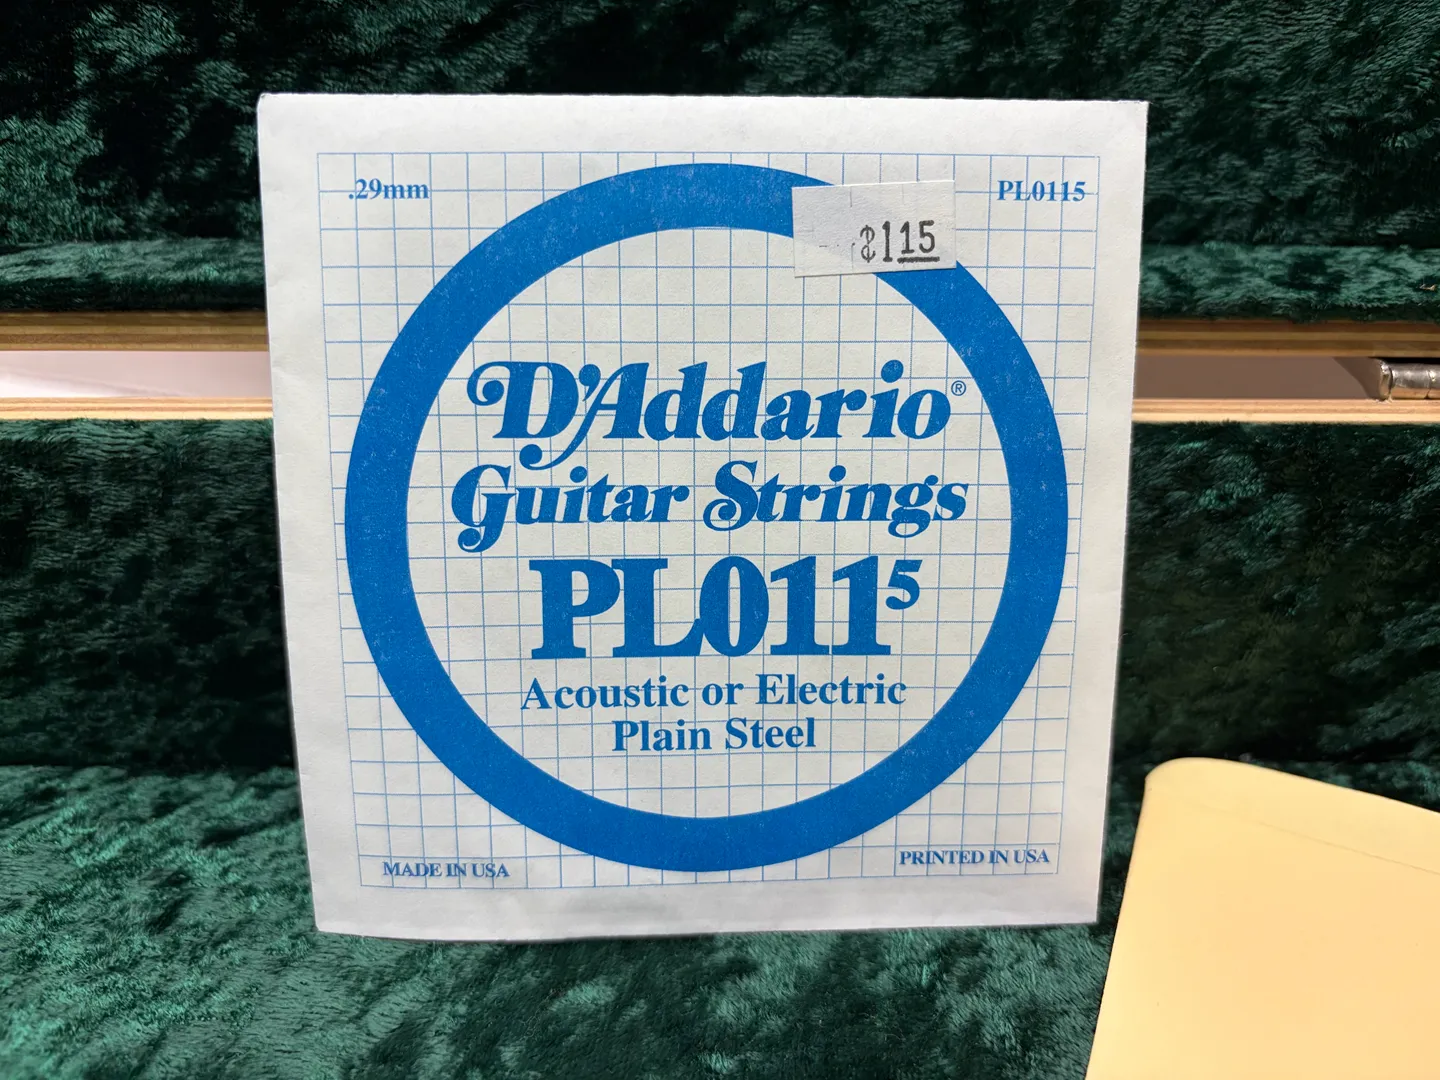 .29mm
PL0115
$1.15
D'Addario®
Guitar Strings
PL011⁵
Acoustic or Electric
Plain Steel
MADE IN USA
PRINTED IN USA